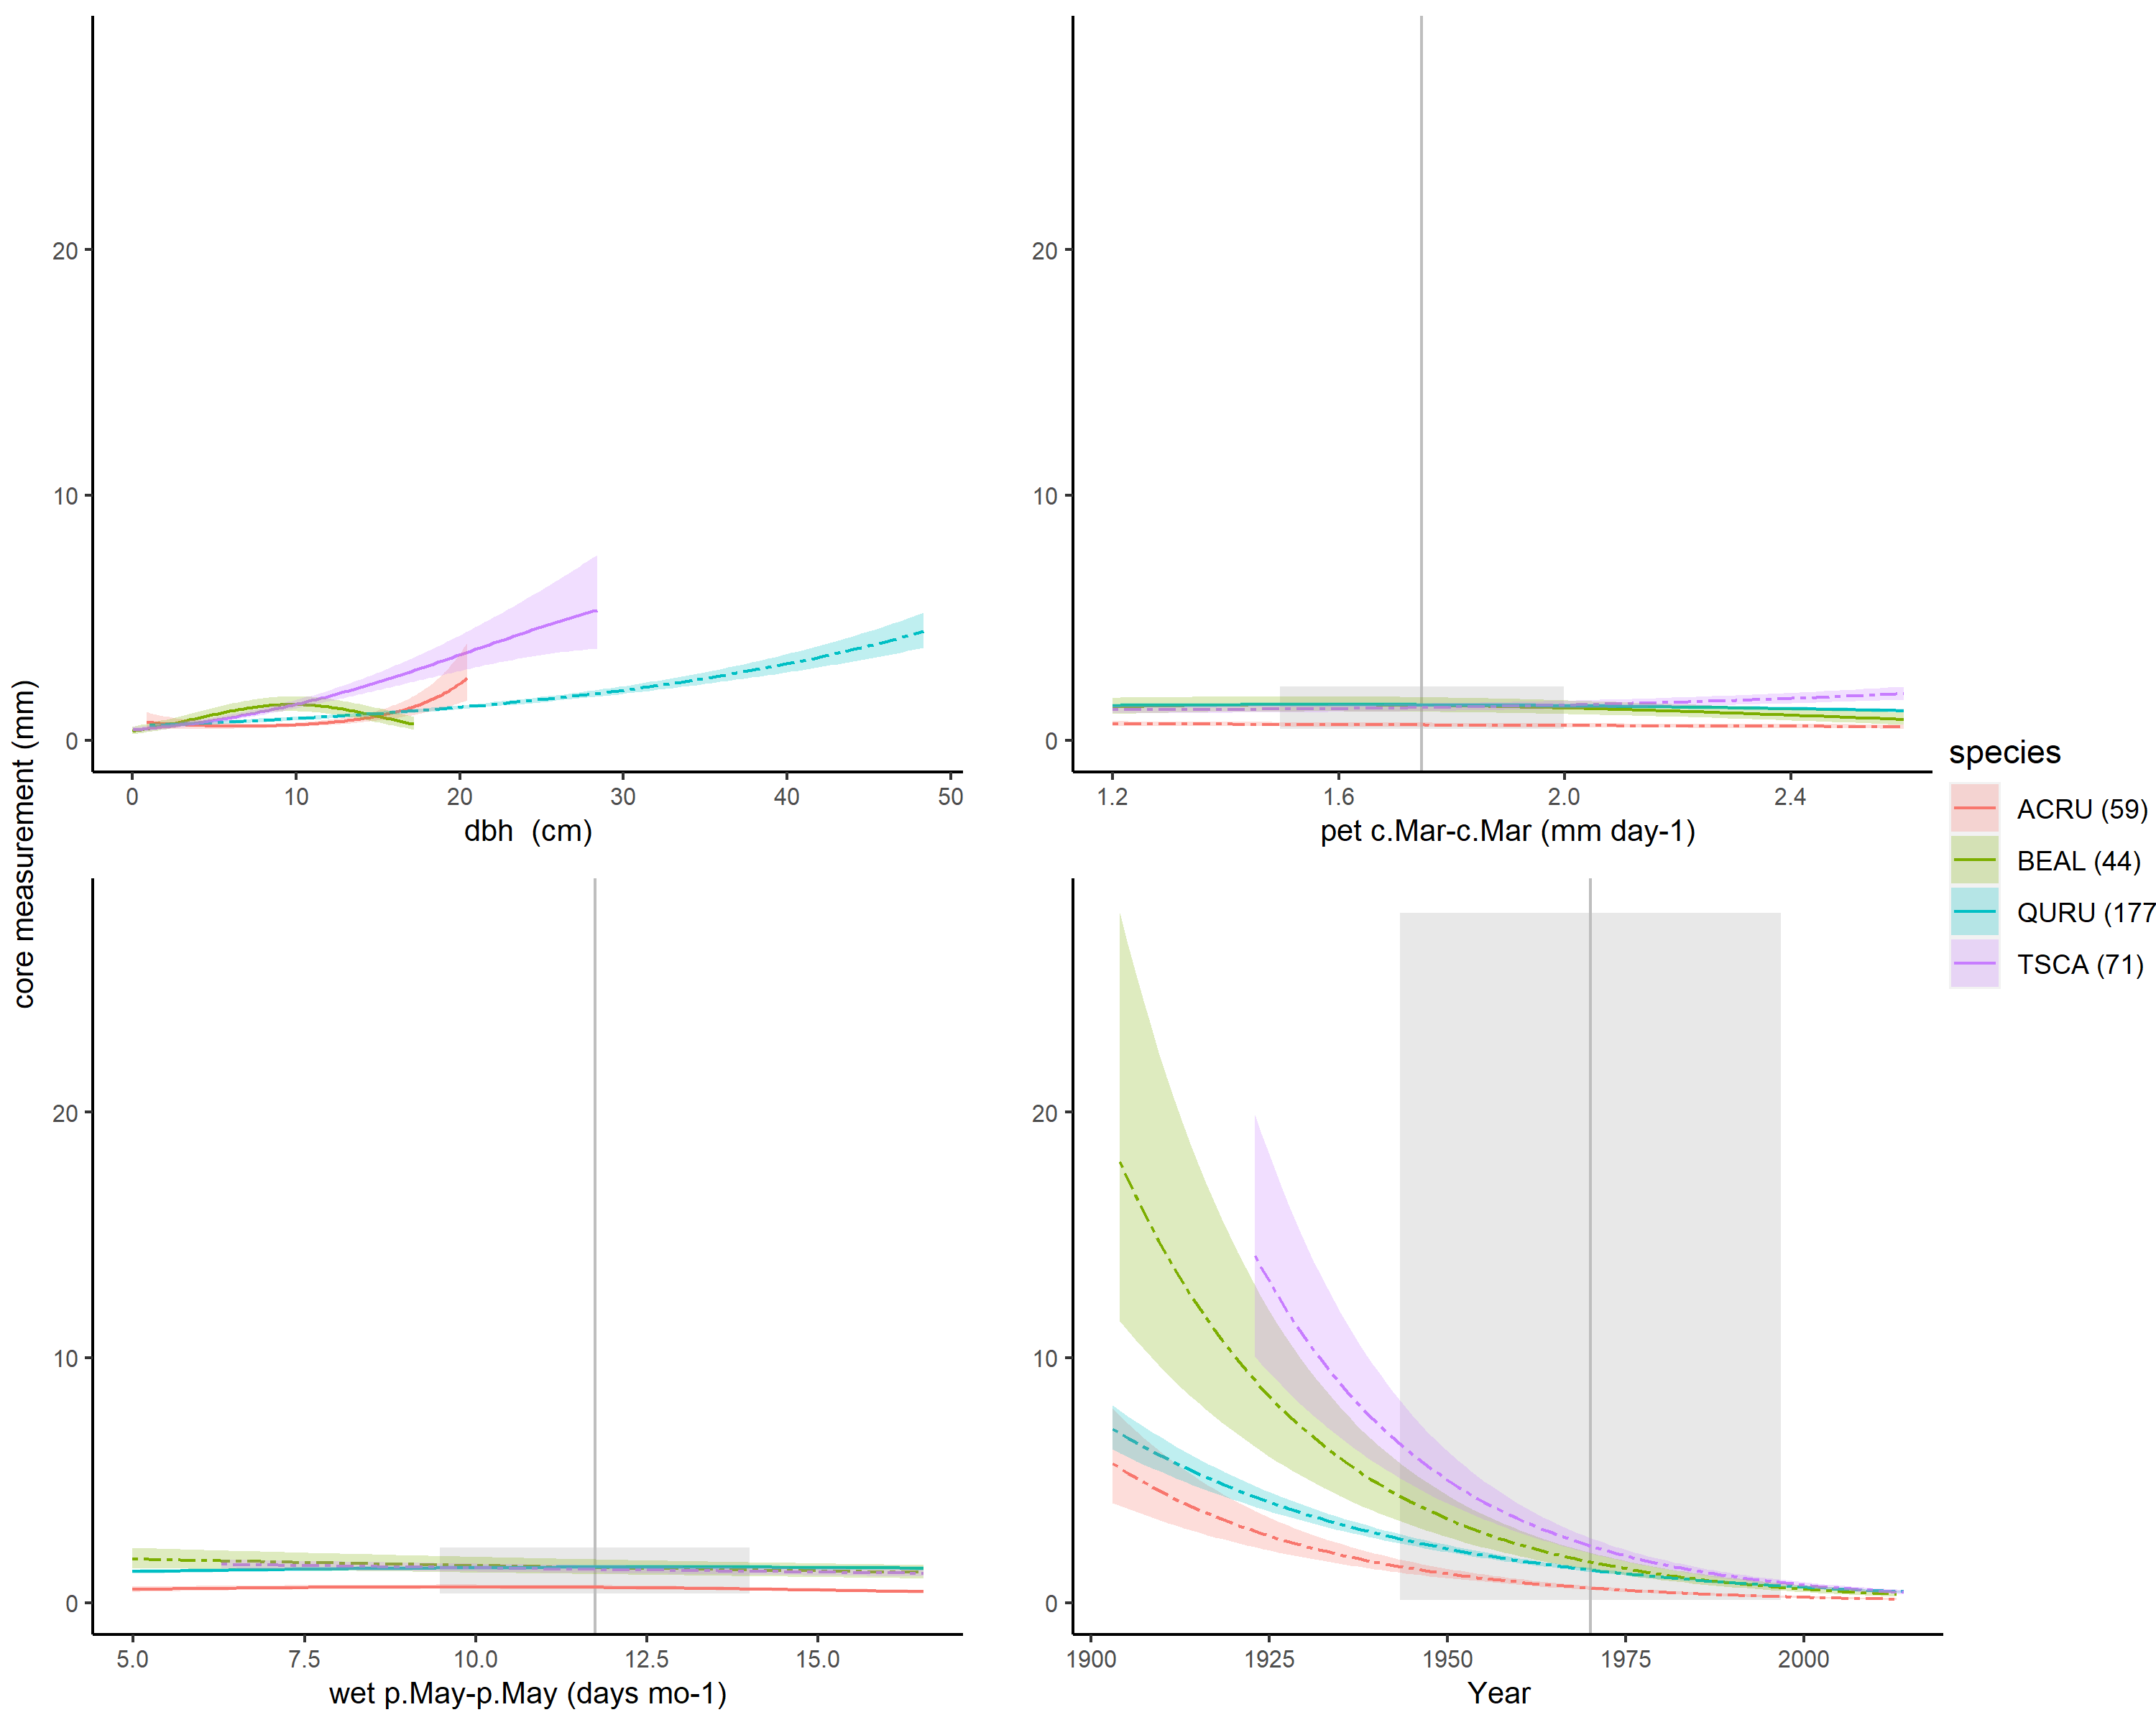 core measurement (mm)
20
10
0
0 10 20 30 40 50
dbh (cm)
20
10
0
1.2 1.6 2.0 2.4
pet c.Mar-c.Mar (mm day-1)
20
10
0
5.0 7.5 10.0 12.5 15.0
wet p.May-p.May (days mo-1)
20
10
0
1900 1925 1950 1975 2000
Year
species
ACRU (59)
BEAL (44)
QURU (177
TSCA (71)